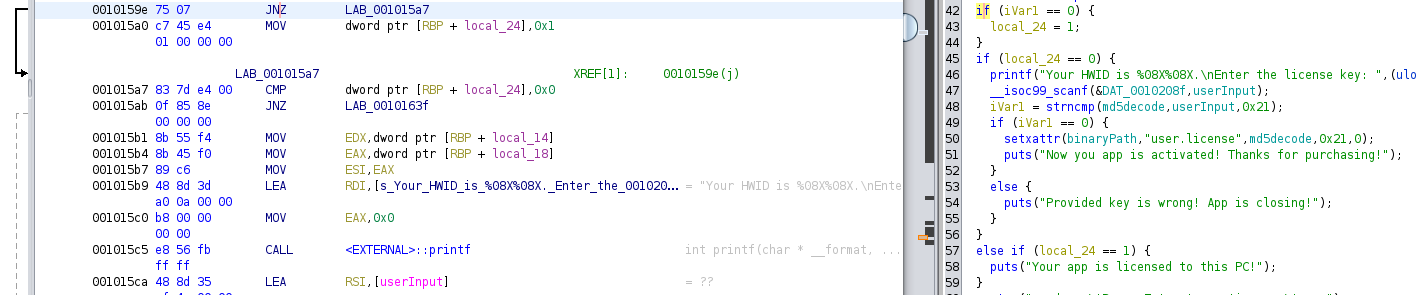 0010159e 75 07 JNZ LAB_001015a7
001015a0 c7 45 e4 MOV dword ptr [RBP + local_24],0x1
01 00 00 00
LAB_001015a7 XREF[1]: 0010159e(j)
001015a7 83 7d e4 00 CMP dword ptr [RBP + local_24],0x0
001015ab 0f 85 8e JNZ LAB_0010163f
00 00 00
001015b1 8b 55 f4 MOV EDX,dword ptr [RBP + local_14]
001015b4 8b 45 f0 MOV EAX,dword ptr [RBP + local_18]
001015b7 89 c6 MOV ESI,EAX
001015b9 48 8d 3d LEA RDI,[s_Your_HWID_is_%08X%08X._Enter_the_001020... = "Your HWID is %08X%08X.\nEnte
a0 0a 00 00
001015c0 b8 00 00 MOV EAX,0x0
00 00
001015c5 e8 56 fb CALL <EXTERNAL>::printf int printf(char * __format, ...
ff ff
001015ca 48 8d 35 LEA RSI,[userInput] = ??
42 if (iVar1 == 0) {
43 local_24 = 1;
44 }
45 if (local_24 == 0) {
46 printf("Your HWID is %08X%08X.\nEnter the license key: ",(ulo
47 __isoc99_scanf(&DAT_0010208f,userInput);
48 iVar1 = strncmp(md5decode,userInput,0x21);
49 if (iVar1 == 0) {
50 setxattr(binaryPath,"user.license",md5decode,0x21,0);
51 puts("Now you app is activated! Thanks for purchasing!");
52 }
53 else {
54 puts("Provided key is wrong! App is closing!");
55 }
56 }
57 else if (local_24 == 1) {
58 puts("Your app is licensed to this PC!");
59 }